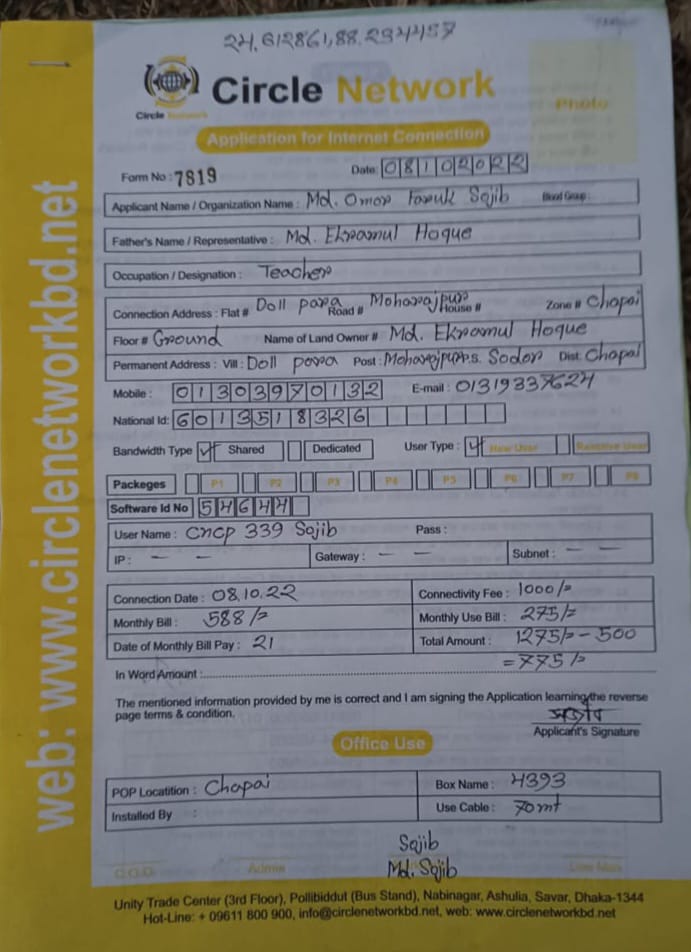 24.612861,88.234457
Circle Network
Circle Network
Photo
Application for Internet Connection
Form No : 7819
Date: 08102022
Applicant Name / Organization Name : Md. Omor Faruk Sojib Blood Group :
Father's Name / Representative : Md. Ekramul Hoque
Occupation / Designation : Teacher
Connection Address : Flat # Doll para Road # Moharajpur House # Zone # Chapai
Floor # Ground Name of Land Owner # Md. Ekramul Hoque
Permanent Address : Vill : Doll para Post : Moharajpur P.S. Sodor Dist. Chapai
Mobile : 01303970132 E-mail : 01319337624
National Id: 6013518326
Bandwidth Type Shared Dedicated User Type : New User Reactive User
Packeges P1 P2 P3 P4 P5 P6 P7 P8
Software Id No 54644
User Name : cncp 339 Sojib Pass :
IP : — — Gateway : — — Subnet : — —
Connection Date : 08.10.22 Connectivity Fee : 1000/=
Monthly Bill : 588/= Monthly Use Bill : 275/=
Date of Monthly Bill Pay : 21 Total Amount : 1275/= - 500
= 775/=
In Word Amount :
The mentioned information provided by me is correct and I am signing the Application learning the reverse
page terms & condition.
সজীব
Applicant's Signature
Office Use
POP Locatition : Chapai Box Name : 4393
Installed By : Use Cable : 70mt
Sojib
Md. Sojib
C.O.O. Admin Line Man
Unity Trade Center (3rd Floor), Pollibiddut (Bus Stand), Nabinagar, Ashulia, Savar, Dhaka-1344
Hot-Line: + 09611 800 900, info@circlenetworkbd.net, web: www.circlenetworkbd.net
web: www.circlenetworkbd.net